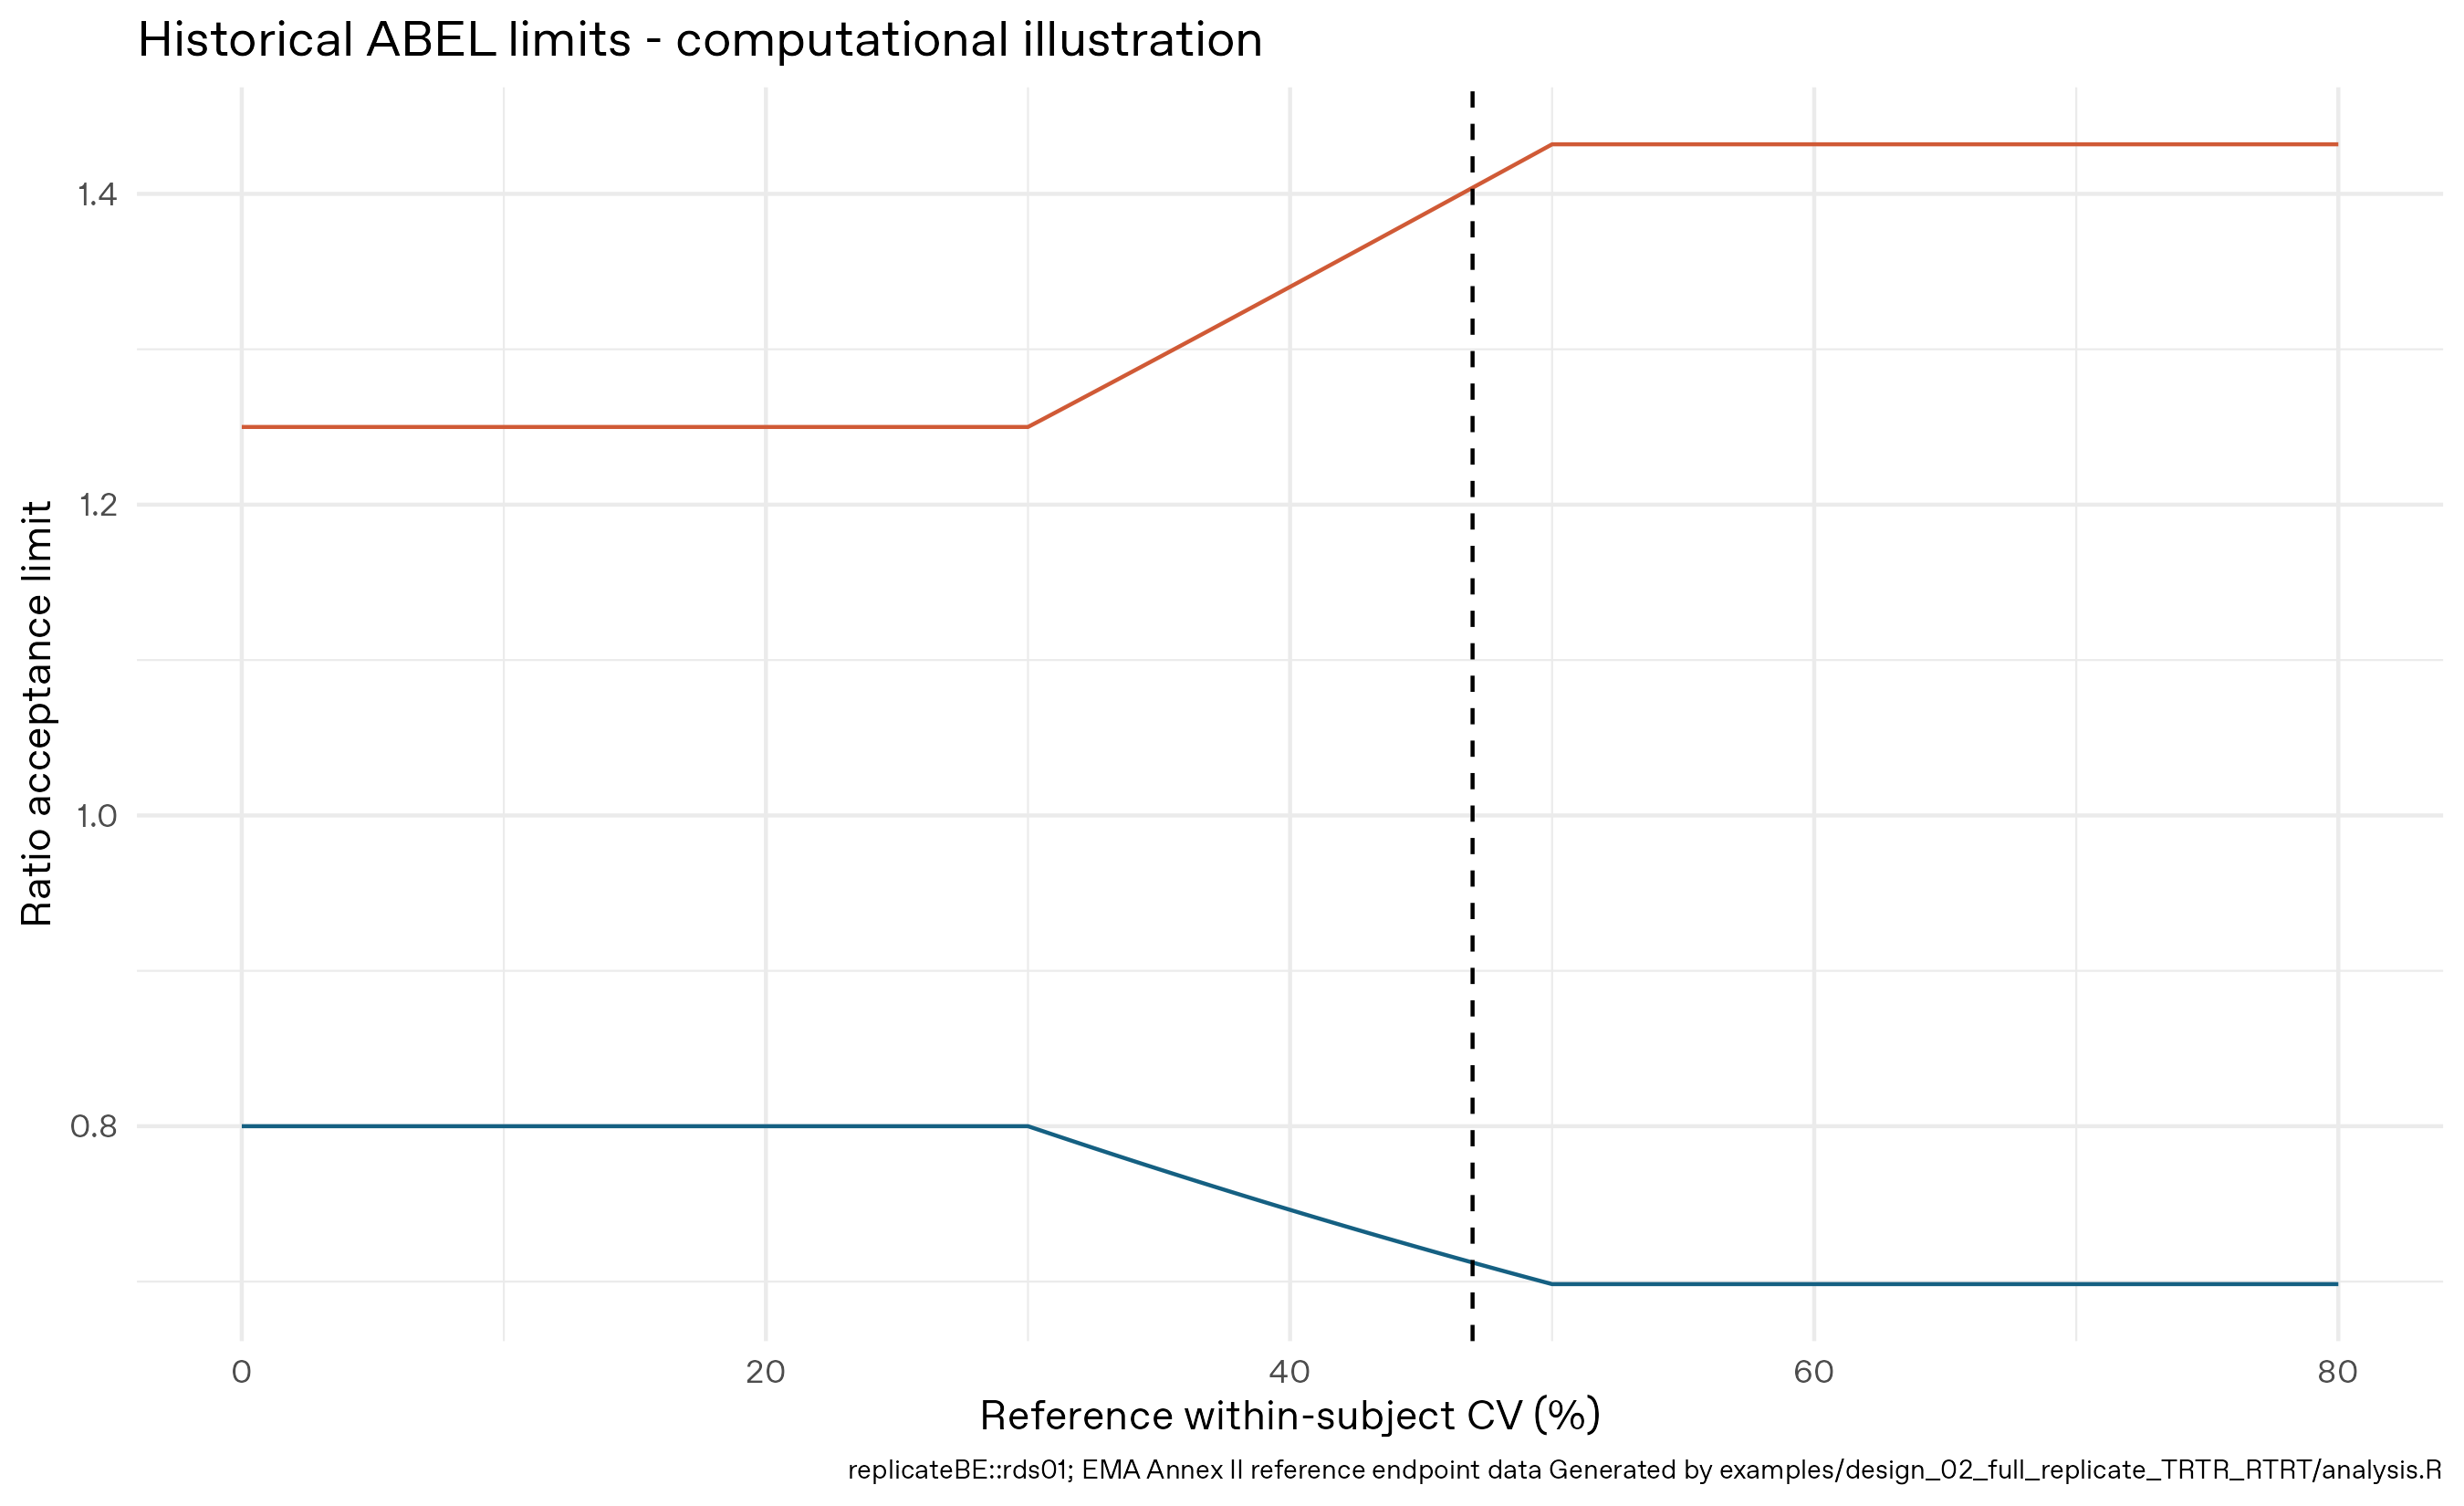 Historical ABEL limits - computational illustration
Ratio acceptance limit
1.4
1.2
1.0
0.8
0 20 40 60 80
Reference within-subject CV (%)
replicateBE::rds01; EMA Annex II reference endpoint data Generated by examples/design_02_full_replicate_TRTR_RTRT/analysis.R